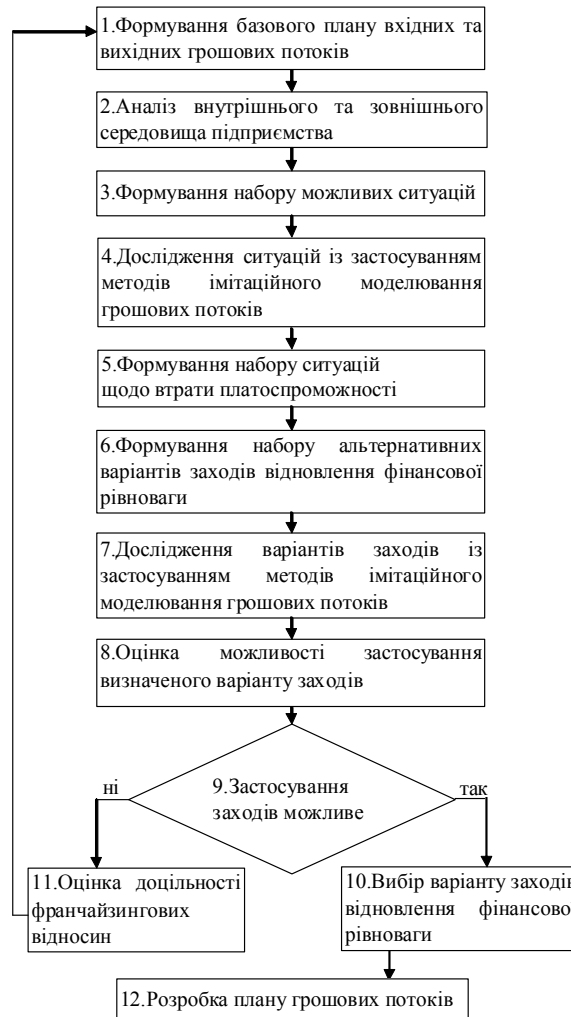 1.Формування базового плану вхідних та
вихідних грошових потоків
2.Аналіз внутрішнього та зовнішнього
середовища підприємства
3.Формування набору можливих ситуацій
4.Дослідження ситуацій із застосуванням
методів імітаційного моделювання
грошових потоків
5.Формування набору ситуацій
щодо втрати платоспроможності
6.Формування набору альтернативних
варіантів заходів відновлення фінансової
рівноваги
7.Дослідження варіантів заходів із
застосуванням методів імітаційного
моделювання грошових потоків
8.Оцінка можливості застосування
визначеного варіанту заходів
9.Застосування
заходів можливе
ні
так
11.Оцінка доцільності
франчайзингових
відносин
10.Вибір варіанту заходів
відновлення фінансово
рівноваги
12.Розробка плану грошових потоків